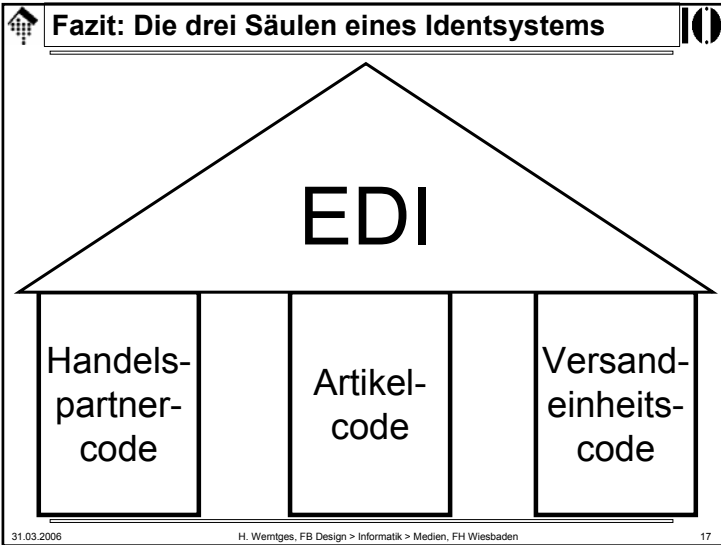 Fazit: Die drei Säulen eines Identsystems
EDI
Handels-
partner-
code
Artikel-
code
Versand-
einheits-
code
31.03.2006
H. Werntges, FB Design > Informatik > Medien, FH Wiesbaden
17